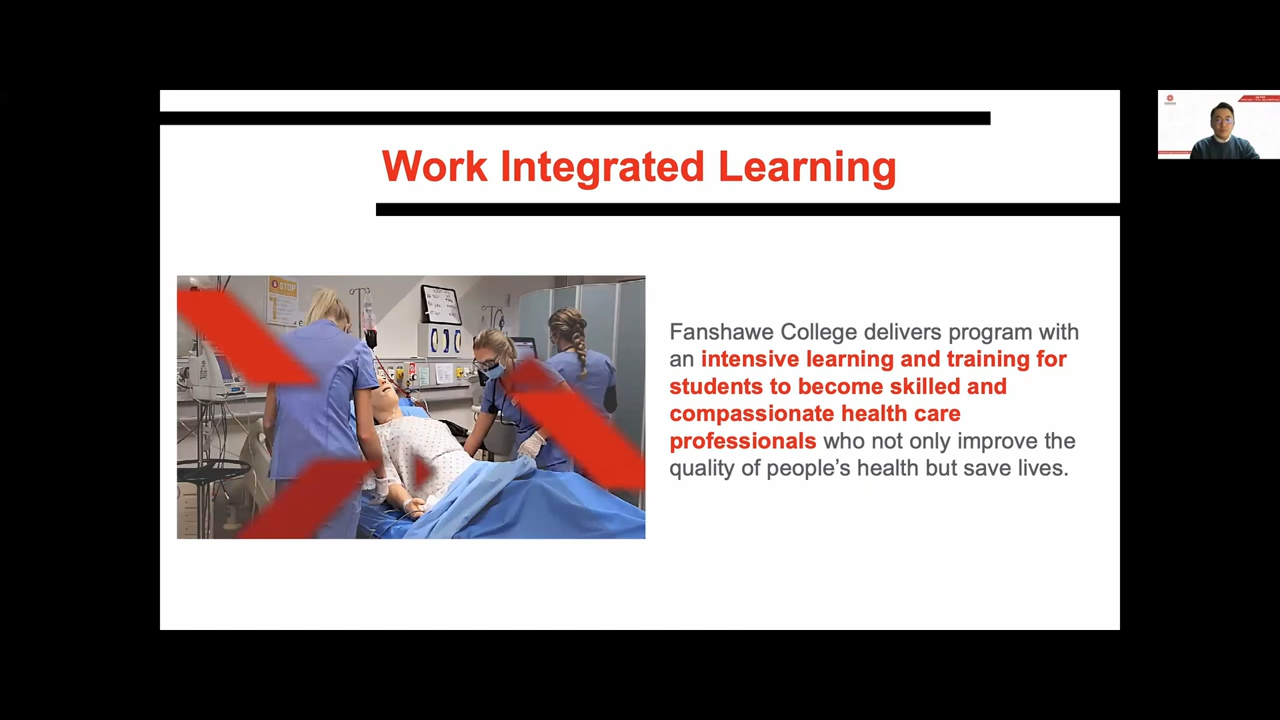 Work Integrated Learning
STOP
Fanshawe College delivers program with
an intensive learning and training for
students to become skilled and
compassionate health care
professionals who not only improve the
quality of people’s health but save lives.